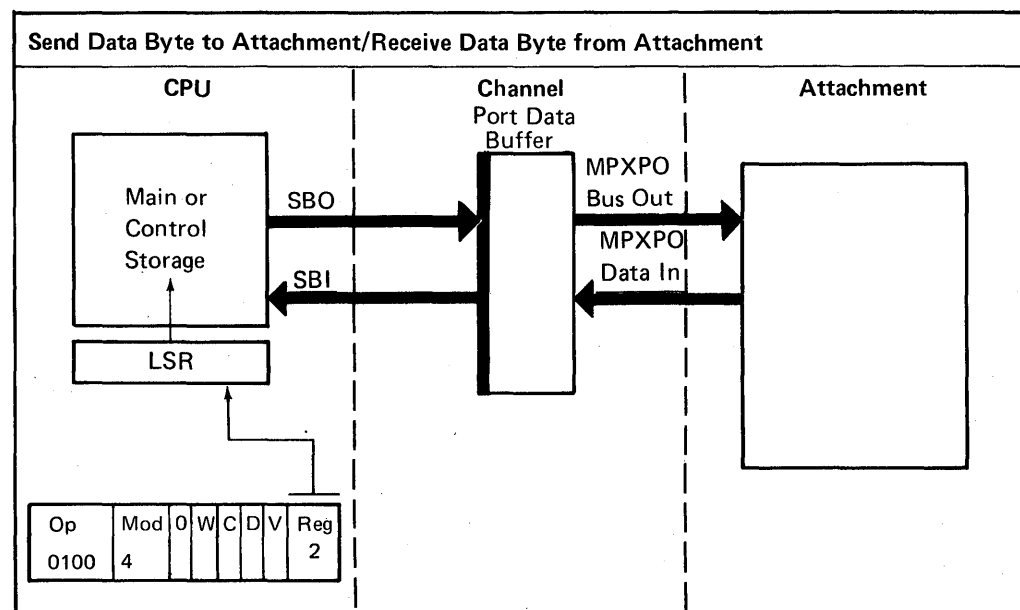 Send Data Byte to Attachment/Receive Data Byte from Attachment
CPU
Channel
Attachment
Port Data
Buffer
Main or
Control
Storage
SBO
SBI
MPXPO
Bus Out
MPXPO
Data In
LSR
Op
0100
Mod
4
0
W
C
D
V
Reg
2